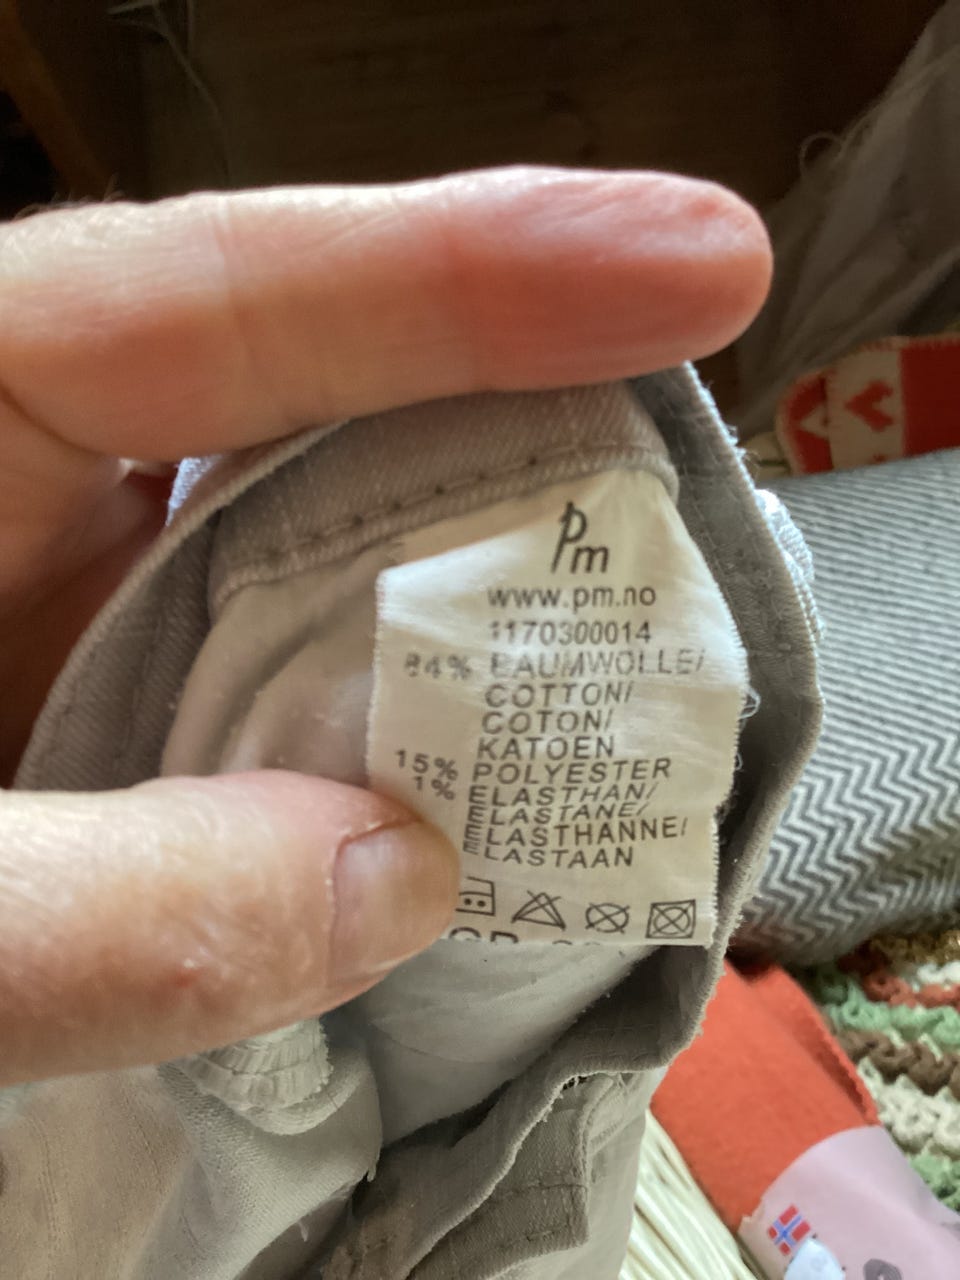 Pm
www.pm.no
1170300014
84% BAUMWOLLE/
COTTON/
COTON/
KATOEN
15% POLYESTER
1% ELASTHAN/
ELASTANE/
ELASTHANNE/
ELASTAAN